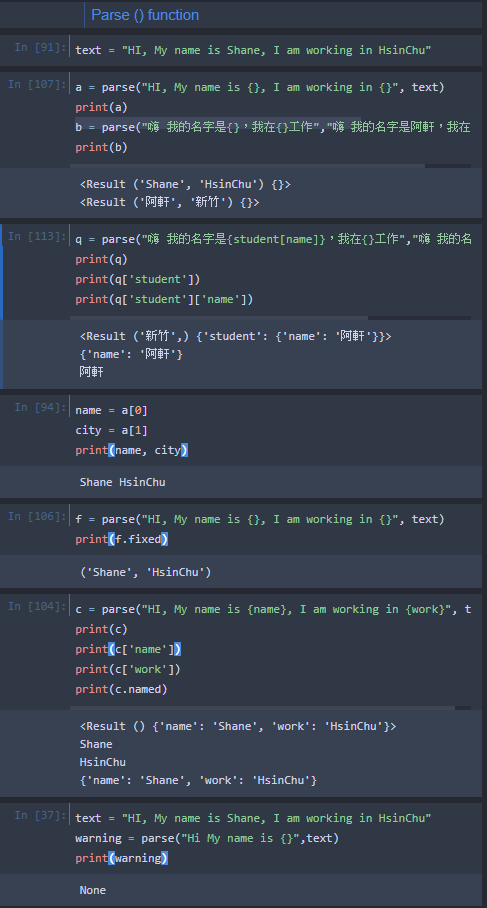 Parse () function
In [91]: text = "HI, My name is Shane, I am working in HsinChu"
In [107]: a = parse("HI, My name is {}, I am working in {}", text)
print(a)
b = parse("嗨 我的名字是{}，我在{}工作","嗨 我的名字是阿軒，我在
print(b)
<Result ('Shane', 'HsinChu') {}>
<Result ('阿軒', '新竹') {}>
In [113]: q = parse("嗨 我的名字是{student[name]}，我在{}工作","嗨 我的名
print(q)
print(q['student'])
print(q['student']['name'])
<Result ('新竹',) {'student': {'name': '阿軒'}}>
{'name': '阿軒'}
阿軒
In [94]: name = a[0]
city = a[1]
print(name, city)
Shane HsinChu
In [106]: f = parse("HI, My name is {}, I am working in {}", text)
print(f.fixed)
('Shane', 'HsinChu')
In [104]: c = parse("HI, My name is {name}, I am working in {work}", t
print(c)
print(c['name'])
print(c['work'])
print(c.named)
<Result () {'name': 'Shane', 'work': 'HsinChu'}>
Shane
HsinChu
{'name': 'Shane', 'work': 'HsinChu'}
In [37]: text = "HI, My name is Shane, I am working in HsinChu"
warning = parse("Hi My name is {}",text)
print(warning)
None